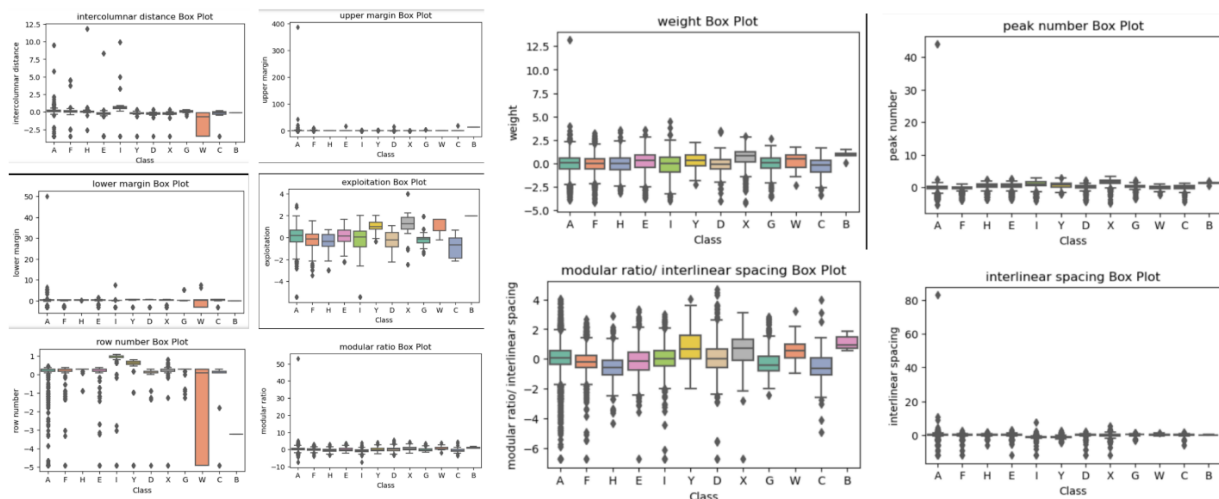 intercolumnar distance Box Plot
12.5
10.0
7.5
5.0
2.5
0.0
−2.5
intercolumnar distance
A F H E I Y D X G W C B
Class
upper margin Box Plot
400
300
200
100
0
upper margin
A F H E I Y D X G W C B
Class
lower margin Box Plot
50
40
30
20
10
0
lower margin
A F H E I Y D X G W C B
Class
exploitation Box Plot
4
2
0
−2
−4
exploitation
A F H E I Y D X G W C B
Class
row number Box Plot
1
0
−1
−2
−3
−4
−5
row number
A F H E I Y D X G W C B
Class
modular ratio Box Plot
50
40
30
20
10
0
−10
modular ratio
A F H E I Y D X G W C B
Class
weight Box Plot
12.5
10.0
7.5
5.0
2.5
0.0
−2.5
−5.0
weight
A F H E I Y D X G W C B
Class
peak number Box Plot
40
30
20
10
0
peak number
A F H E I Y D X G W C B
Class
modular ratio/ interlinear spacing Box Plot
4
2
0
−2
−4
−6
modular ratio/ interlinear spacing
A F H E I Y D X G W C B
Class
interlinear spacing Box Plot
80
60
40
20
0
interlinear spacing
A F H E I Y D X G W C B
Class